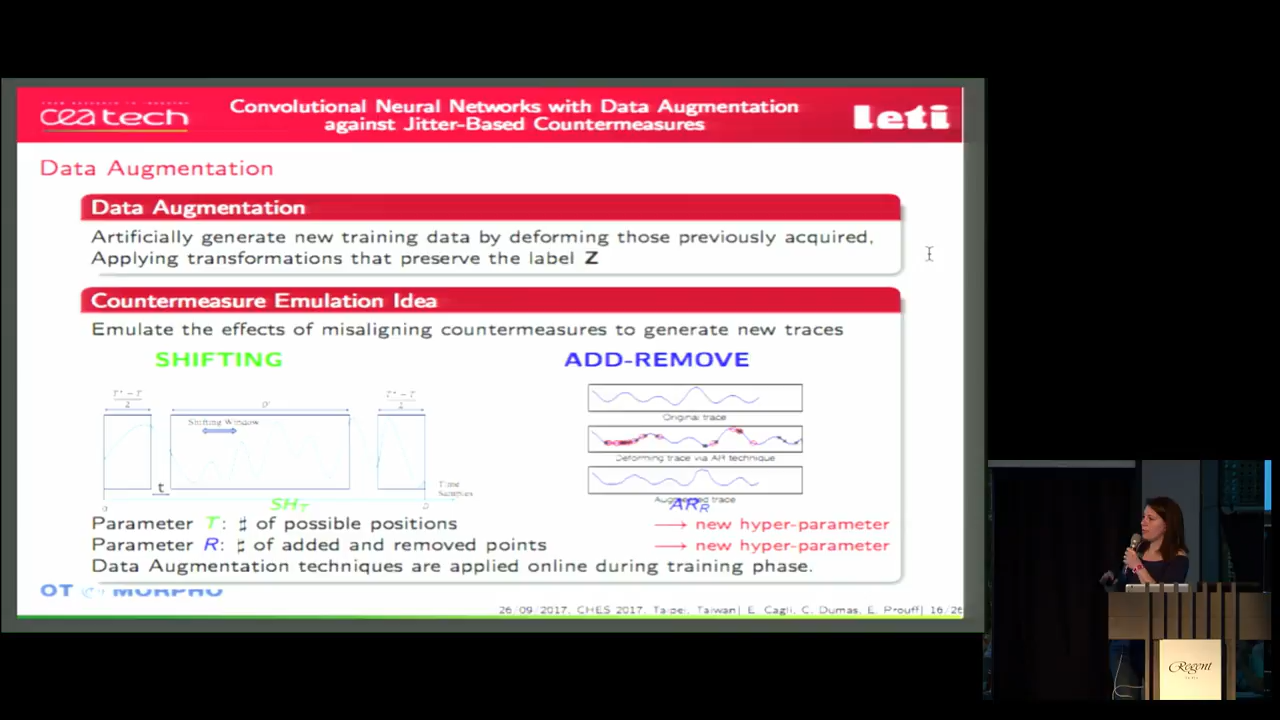 cea tech
Convolutional Neural Networks with Data Augmentation
against Jitter-Based Countermeasures
leti
Data Augmentation
Data Augmentation
Artificially generate new training data by deforming those previously acquired,
Applying transformations that preserve the label Z
Countermeasure Emulation Idea
Emulate the effects of misaligning countermeasures to generate new traces
SHIFTING
ADD-REMOVE
Shifting Window
t
Time
Samples
0
SH_T
Original trace
Deforming trace via AR technique
Augmented trace
AR_R
Parameter T: ♯ of possible positions → new hyper-parameter
Parameter R: ♯ of added and removed points → new hyper-parameter
Data Augmentation techniques are applied online during training phase.
OT MORPHO
26/09/2017, CHES 2017, Taipei, Taiwan| E. Cagli, C. Dumas, E. Prouff| 16/26
Regent